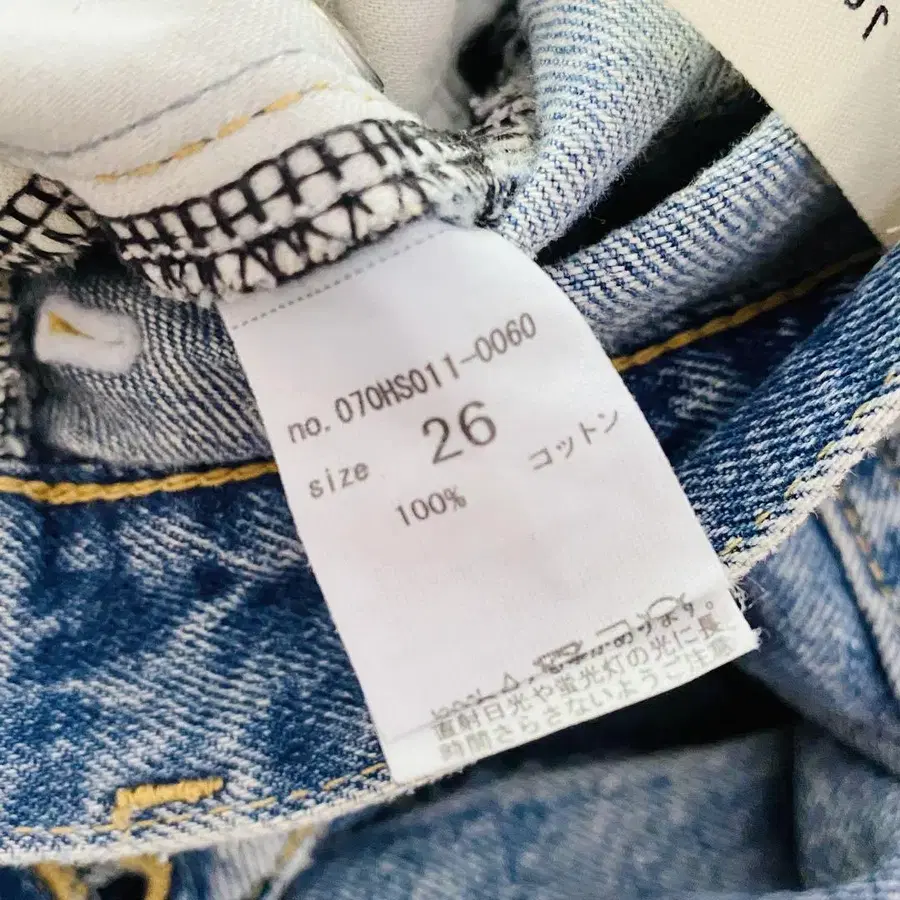 no.070HS011-0060
size 26
100% コットン
直射日光や蛍光灯の光に長
時間さらさないようご注意